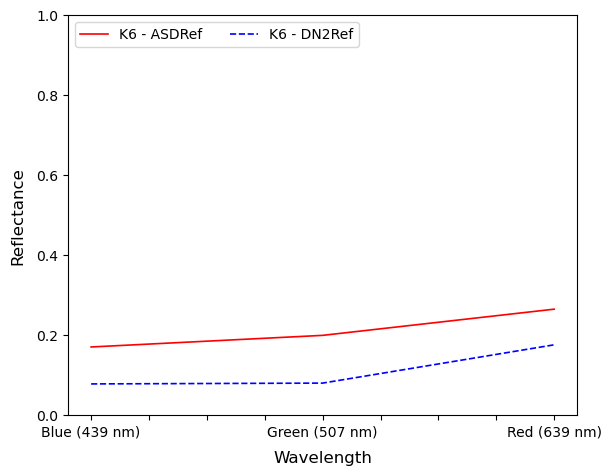 K6 - ASDRef K6 - DN2Ref
1.0
0.8
0.6
0.4
0.2
0.0
Reflectance
Blue (439 nm) Green (507 nm) Red (639 nm)
Wavelength